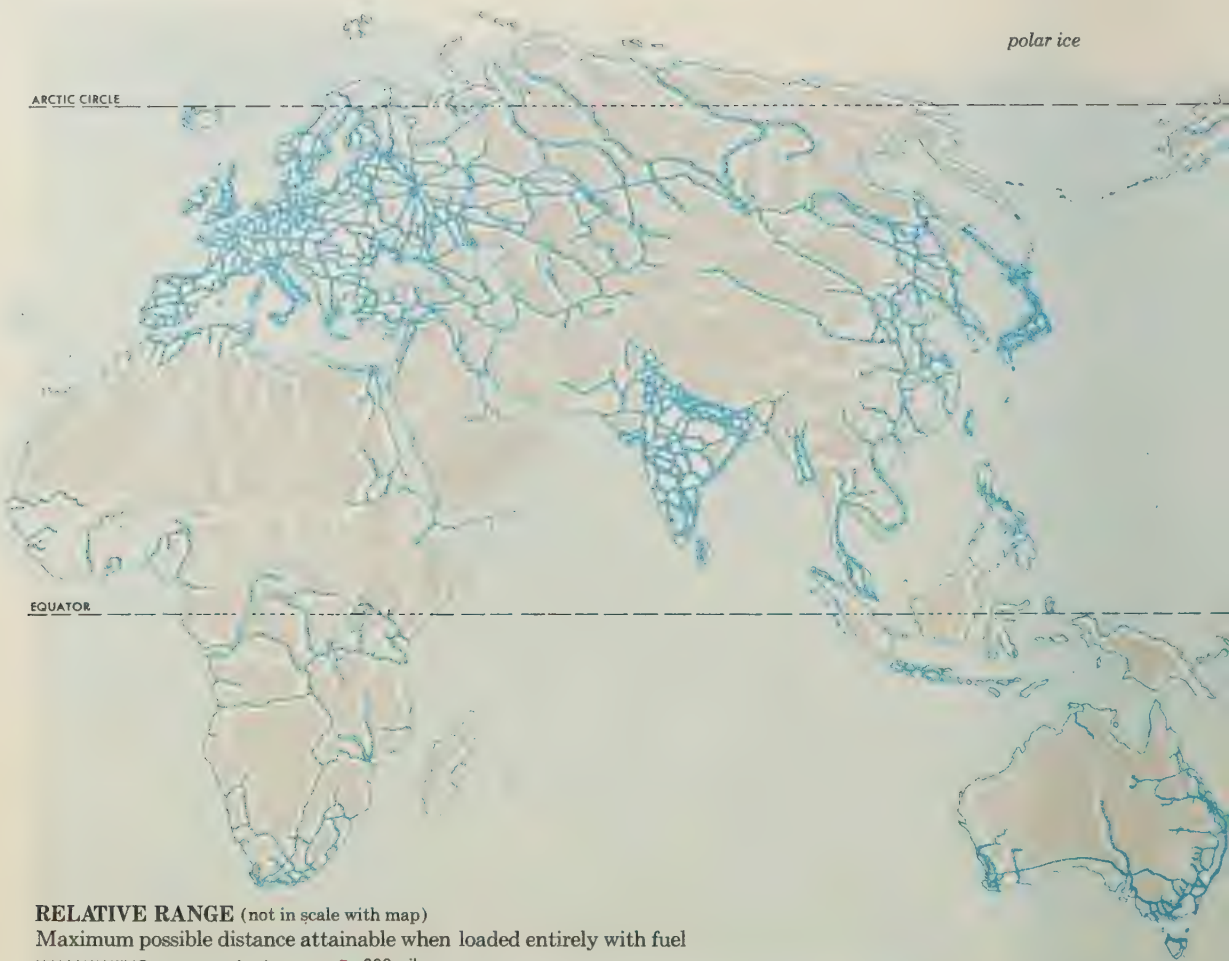 polar ice
ARCTIC CIRCLE
EQUATOR
RELATIVE RANGE (not in scale with map)
Maximum possible distance attainable when loaded entirely with fuel